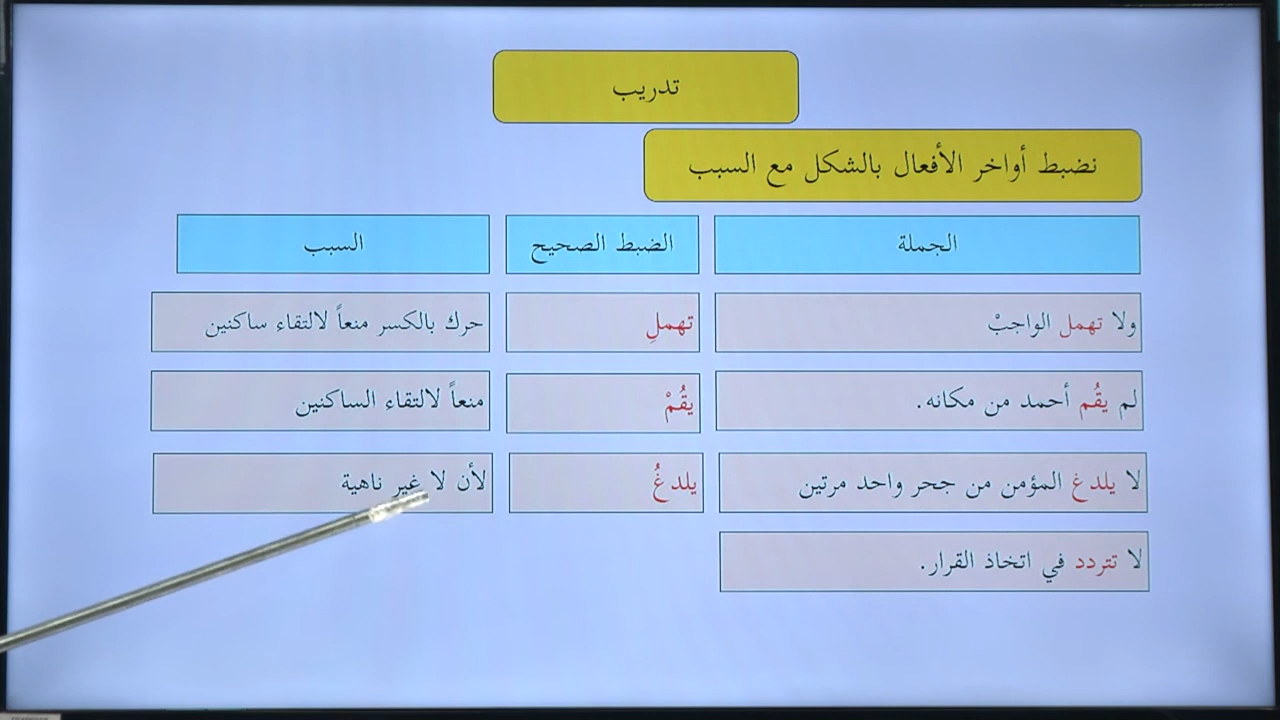 تدريب
نضبط أواخر الأفعال بالشكل مع السبب
الجملة الضبط الصحيح السبب
ولا تهمل الواجبْ تهملِ حرك بالكسر منعاً لالتقاء ساكنين
لم يقُم أحمد من مكانه. يقُمْ منعاً لالتقاء الساكنين
لا يلدغ المؤمن من جحر واحد مرتين يلدغُ لأن لا غير ناهية
لا تتردد في اتخاذ القرار.